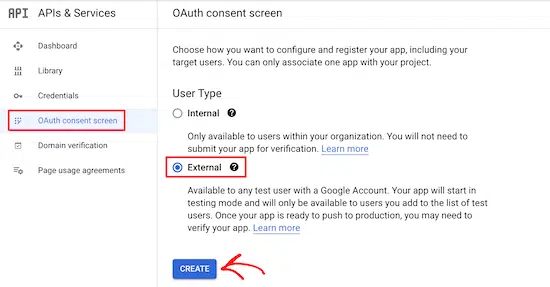 API APIs & Services
Dashboard
Library
Credentials
OAuth consent screen
Domain verification
Page usage agreements
OAuth consent screen
Choose how you want to configure and register your app, including your
target users. You can only associate one app with your project.
User Type
Internal ?
Only available to users within your organization. You will not need to
submit your app for verification. Learn more
External ?
Available to any test user with a Google Account. Your app will start in
testing mode and will only be available to users you add to the list of test
users. Once your app is ready to push to production, you may need to
verify your app. Learn more
CREATE